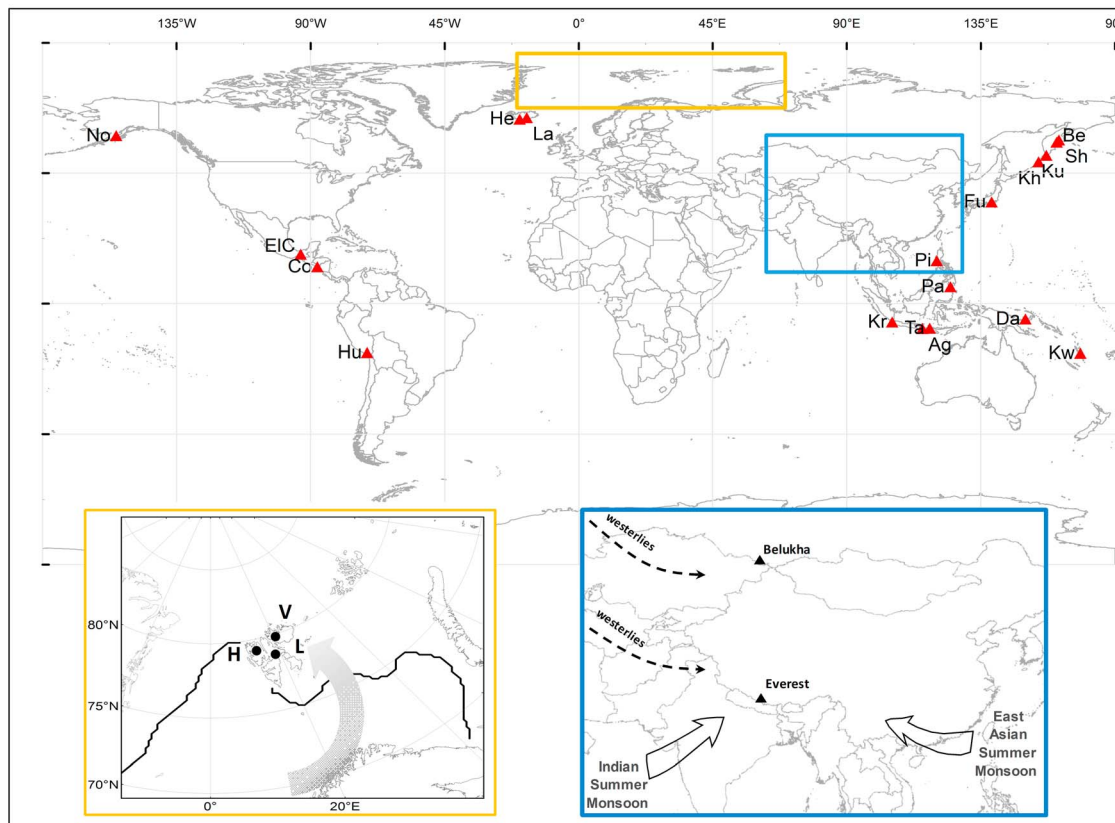 135°W
90°W
45°W
0°
45°E
90°E
135°E
90
No
He
La
Be
Sh
Ku
Kh
Fu
ElC
Co
Pi
Pa
Kr
Ta
Ag
Da
Hu
Kw
80°N
75°N
70°N
0°
20°E
V
L
H
westerlies
Belukha
westerlies
Everest
Indian
Summer
Monsoon
East
Asian
Summer
Monsoon